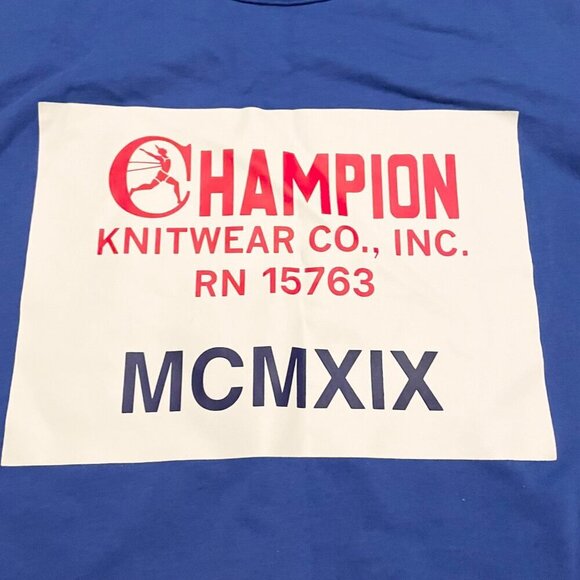 CHAMPION
KNITWEAR CO., INC.
RN 15763
MCMXIX